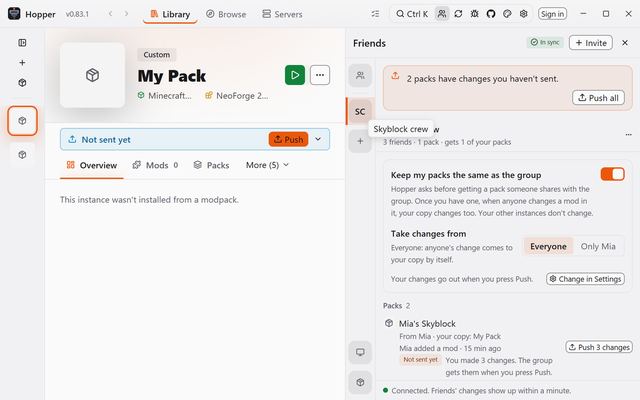 Hopper v0.83.1 Library Browse Servers Ctrl K Sign in
Friends In sync Invite
Custom
My Pack
Minecraft... NeoForge 2...
Not sent yet Push
Overview Mods 0 Packs More (5)
This instance wasn't installed from a modpack.
2 packs have changes you haven't sent.
Push all
SC
Skyblock crew
w
3 friends · 1 pack · gets 1 of your packs
Keep my packs the same as the group
Hopper asks before getting a pack someone shares with the
group. Once you have one, when anyone changes a mod in
it, your copy changes too. Your other instances don't change.
Take changes from
Everyone: anyone's change comes to
your copy by itself.
Everyone Only Mia
Your changes go out when you press Push. Change in Settings
Packs 2
Mia's Skyblock
From Mia · your copy: My Pack
Mia added a mod · 15 min ago
Not sent yet You made 3 changes. The group
gets them when you press Push.
Push 3 changes
Connected. Friends' changes show up within a minute.